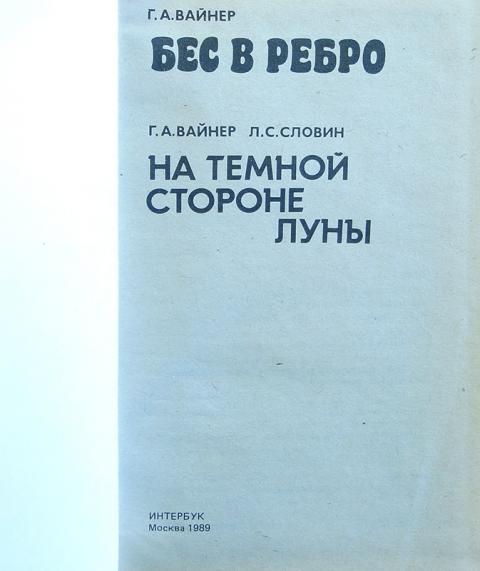 Г. А. ВАЙНЕР
БЕС В РЕБРО
Г. А. ВАЙНЕР Л. С. СЛОВИН
НА ТЕМНОЙ
СТОРОНЕ
ЛУНЫ
ИНТЕРБУК
Москва 1989